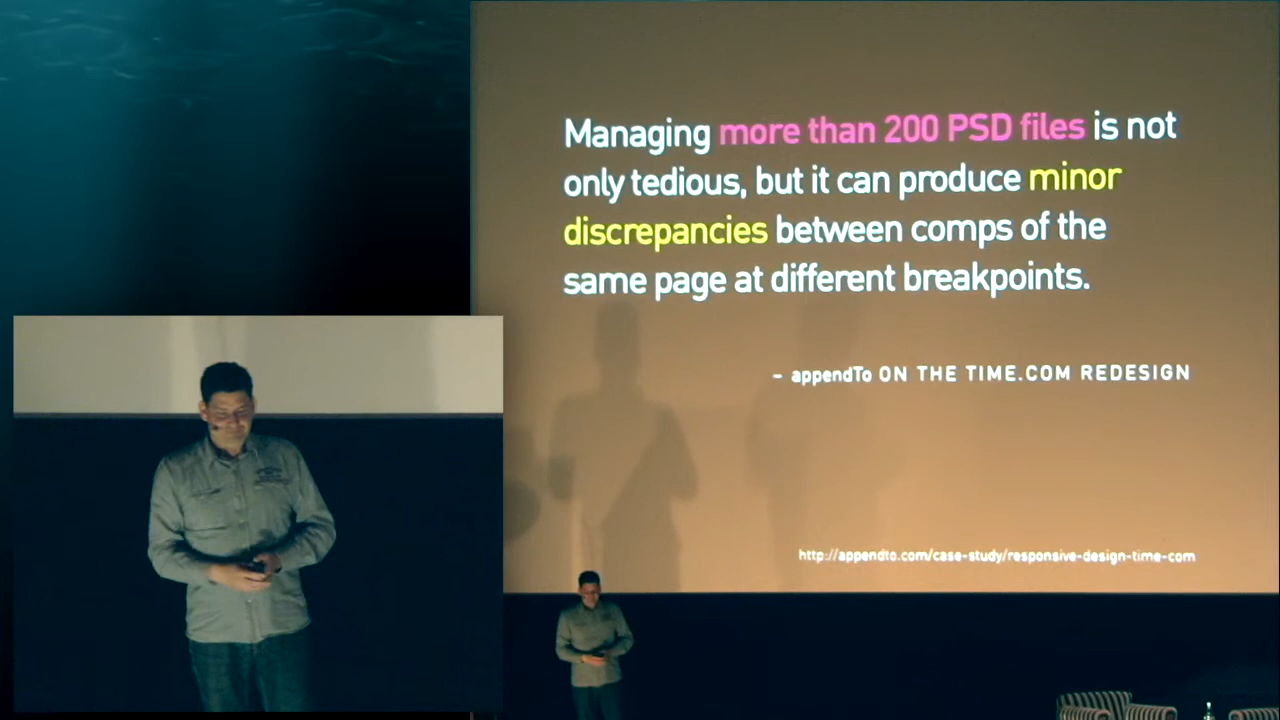 Managing more than 200 PSD files is not
only tedious, but it can produce minor
discrepancies between comps of the
same page at different breakpoints.
– appendTo ON THE TIME.COM REDESIGN
http://appendto.com/case-study/responsive-design-time-com